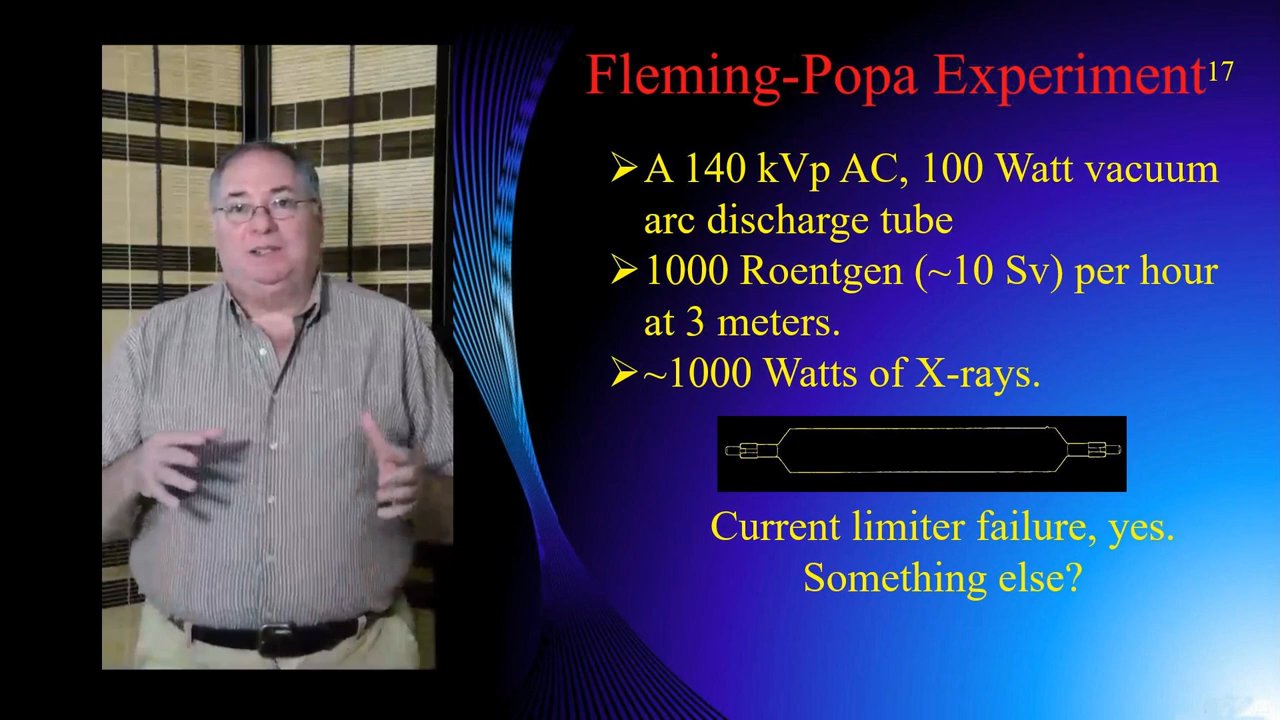 Fleming-Popa Experiment17
➢A 140 kVp AC, 100 Watt vacuum
arc discharge tube
➢1000 Roentgen (~10 Sv) per hour
at 3 meters.
➢~1000 Watts of X-rays.
Current limiter failure, yes.
Something else?